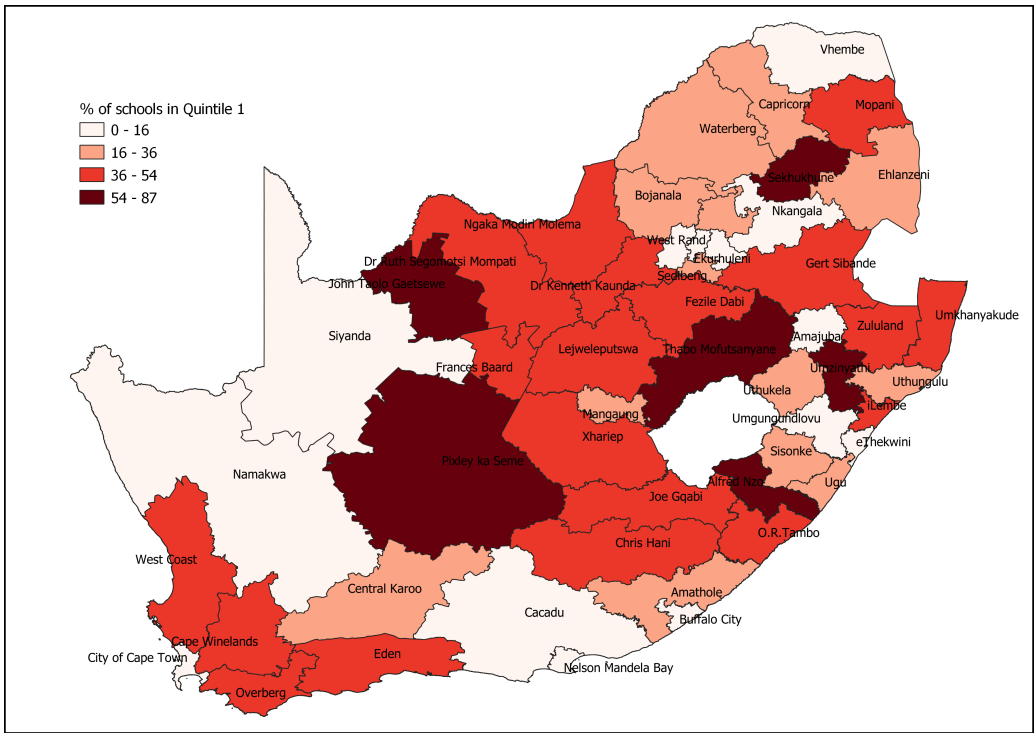 Vhembe
% of schools in Quintile 1
0 - 16
16 - 36
36 - 54
54 - 87
Capricorn
Mopani
Waterberg
Sekhukhune
Ehlanzeni
Bojanala
Nkangala
Ngaka Modiri Molema
West Rand
Ekurhuleni
Dr Ruth Segomotsi Mompati
Gert Sibande
Sedibeng
John Taolo Gaetsewe
Dr Kenneth Kaunda
Fezile Dabi
Umkhanyakude
Zululand
Siyanda
Amajuba
Lejweleputswa
Thabo Mofutsanyane
Frances Baard
Umzinyathi
Uthungulu
Uthukela
iLembe
Mangaung
Umgungundlovu
Xhariep
eThekwini
Sisonke
Pixley ka Seme
Namakwa
Alfred Nzo
Ugu
Joe Gqabi
O.R.Tambo
Chris Hani
West Coast
Central Karoo
Amathole
Cacadu
Buffalo City
Cape Winelands
City of Cape Town
Eden
Nelson Mandela Bay
Overberg